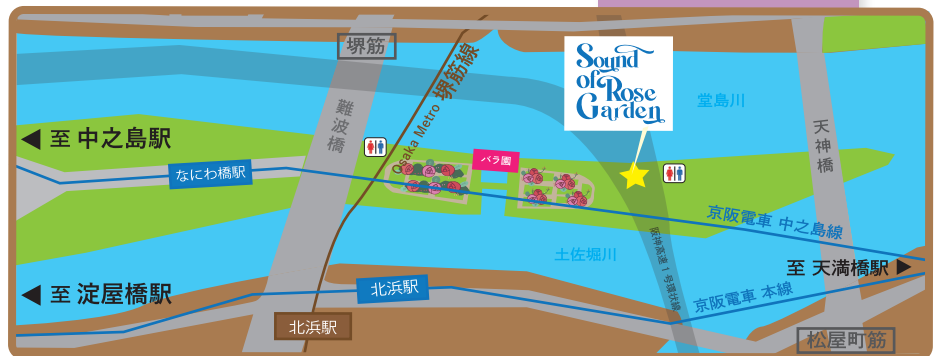 堺筋
Osaka Metro 堺筋線
Sound
of Rose
Garden
堂島川
難波橋
天神橋
至 中之島駅
なにわ橋駅
バラ園
京阪電車 中之島線
阪神高速1号環状線
土佐堀川
至 天満橋駅
至 淀屋橋駅
北浜駅
京阪電車 本線
北浜駅
松屋町筋